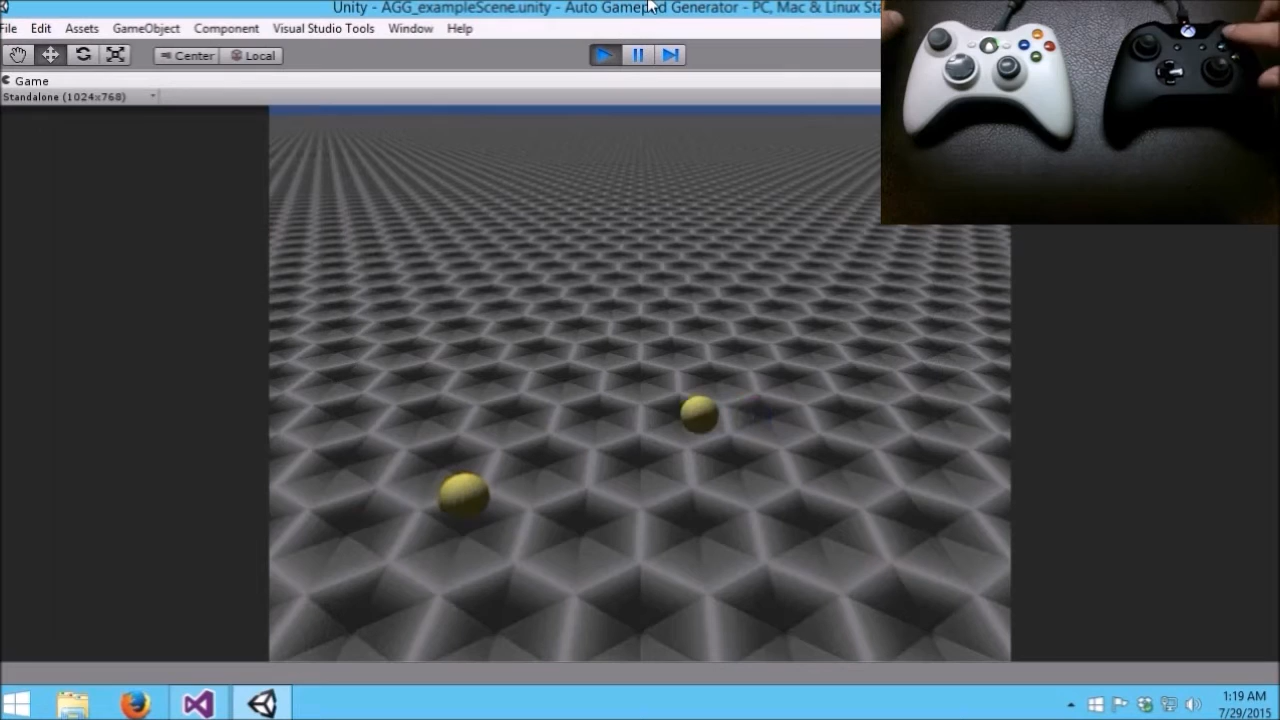 Unity - AGG_exampleScene.unity - Auto Gamepad Generator - PC, Mac & Linux Sta
File Edit Assets GameObject Component Visual Studio Tools Window Help
Center Local
Game
Standalone (1024x768)
1:19 AM
7/29/2015